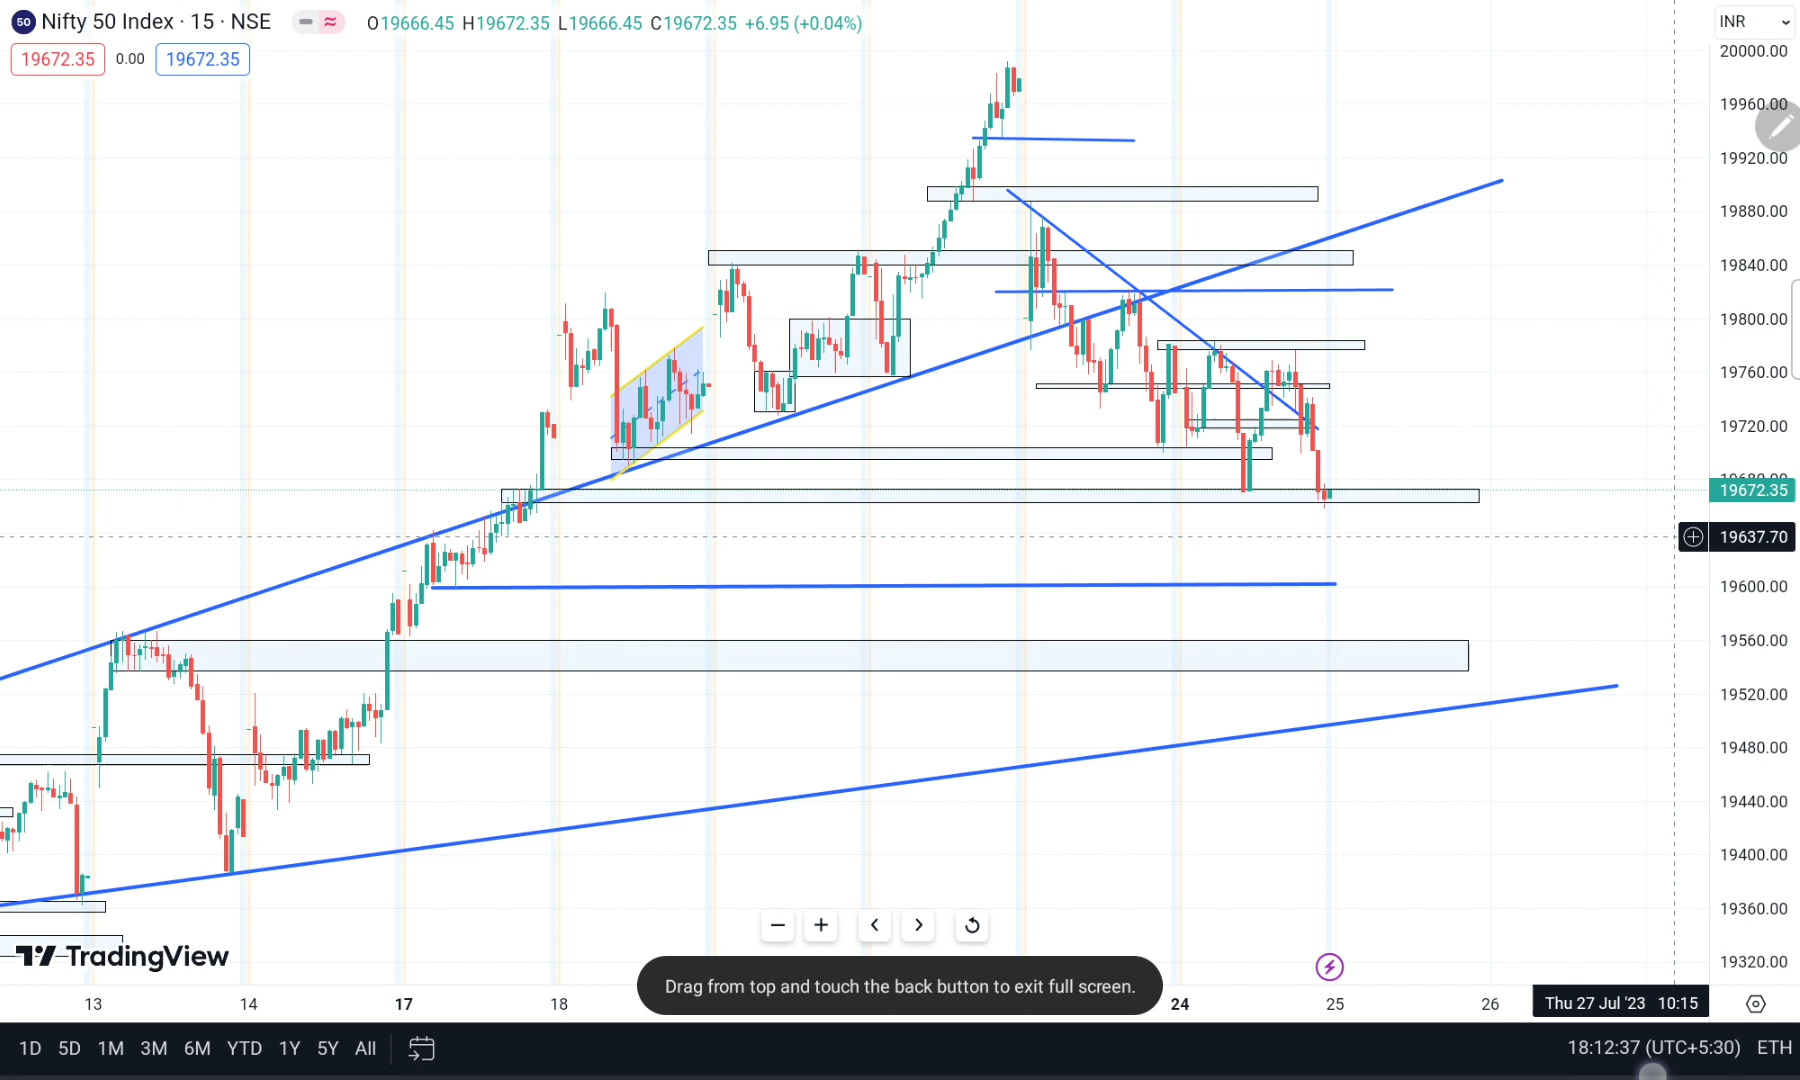 50 Nifty 50 Index · 15 · NSE O19666.45 H19672.35 L19666.45 C19672.35 +6.95 (+0.04%)
19672.35 0.00 19672.35
INR
20000.00
19960.00
19920.00
19880.00
19840.00
19800.00
19760.00
19720.00
19672.35
19637.70
19600.00
19560.00
19520.00
19480.00
19440.00
19400.00
19360.00
19320.00
TradingView
Drag from top and touch the back button to exit full screen.
13 14 17 18 24 25 26 Thu 27 Jul '23 10:15
1D 5D 1M 3M 6M YTD 1Y 5Y All 18:12:37 (UTC+5:30) ETH